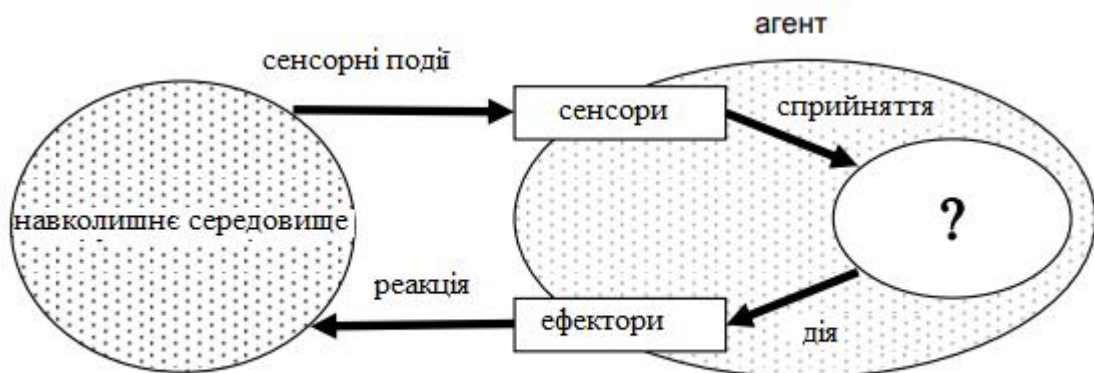 агент
сенсорні події
сенсори
сприйняття
навколишнє середовище
?
реакція
ефектори
дія